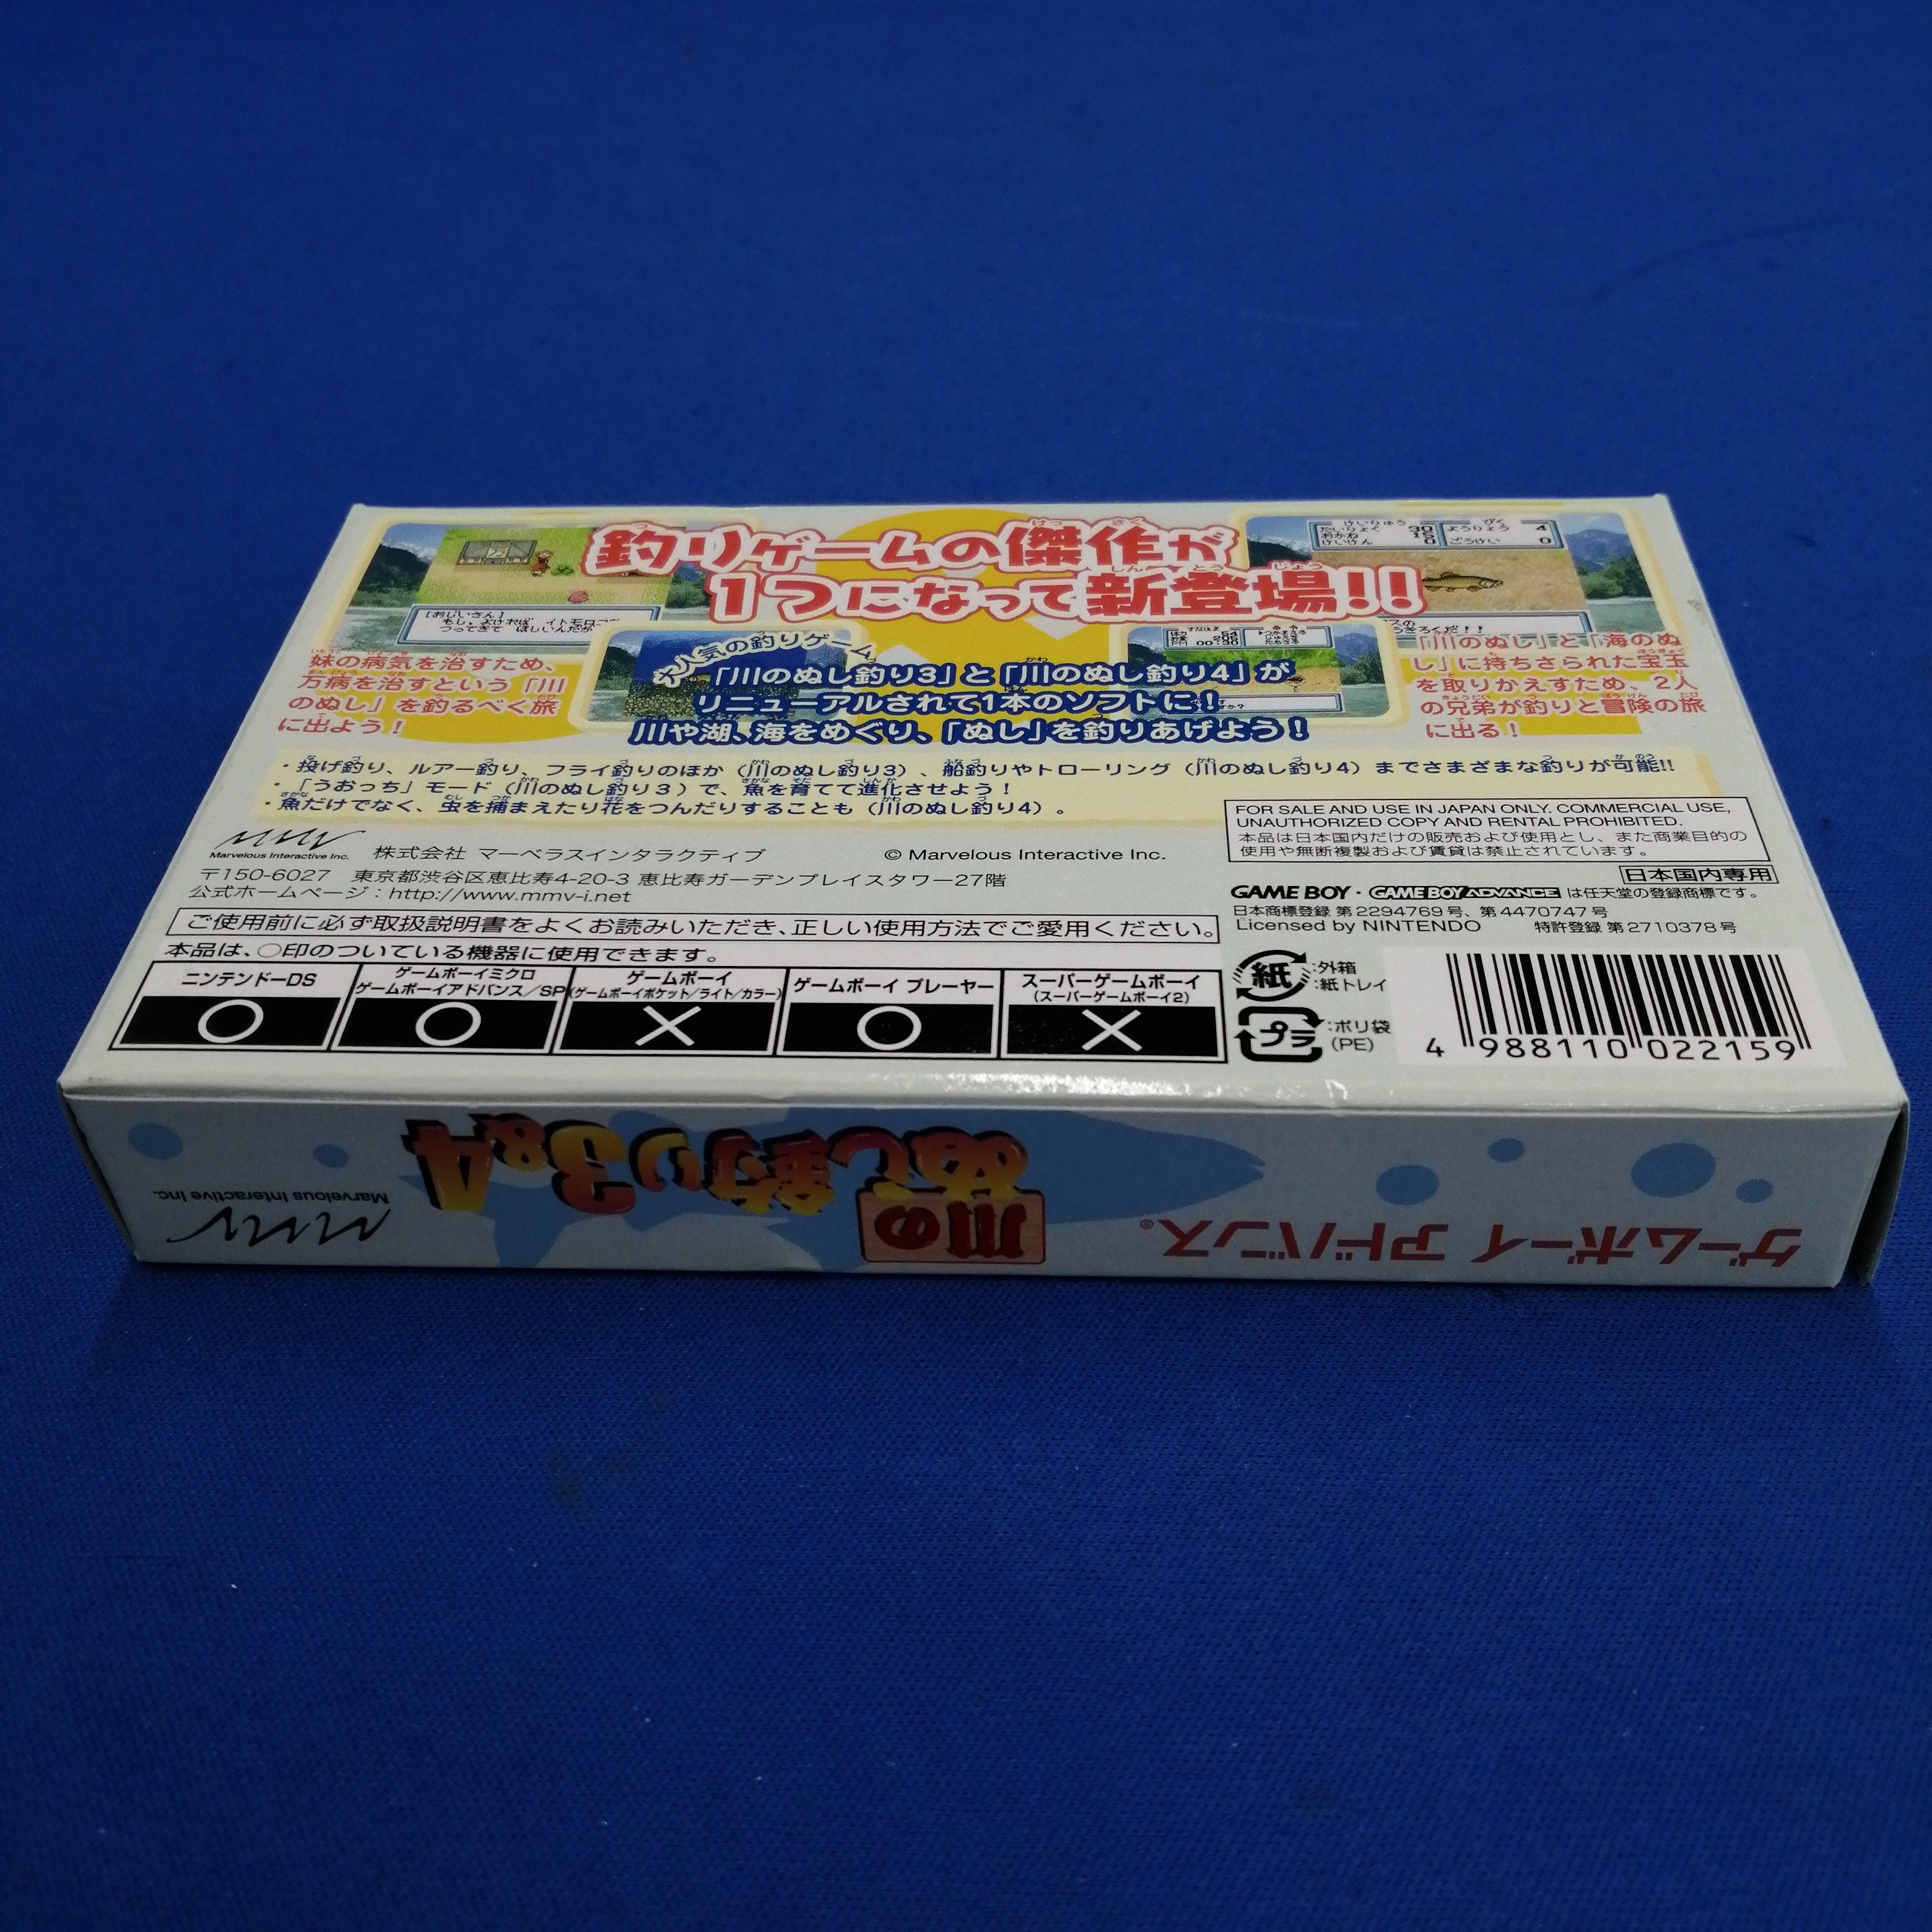 釣りゲームの傑作が
1つになって新登場!!
[おじいさん]
もし、よければ イトモロコを
つってきて ほしいんだが
妹の病気を治すため、
万病を治すという「川
のぬし」を釣るべく旅
に出よう!
大人気の釣りゲーム
「川のぬし釣り3」と「川のぬし釣り4」が
リニューアルされて1本のソフトに!
川や湖、海をめぐり、「ぬし」を釣りあげよう!
「川のぬし」と「海のぬ
し」に持ちさられた宝玉
を取りかえすため、2人
の兄弟が釣りと冒険の旅
に出る!
・投げ釣り、ルアー釣り、フライ釣りのほか(川のぬし釣り3)、船釣りやトローリング(川のぬし釣り4)までさまざまな釣りが可能!!
・「うおっち」モード(川のぬし釣り3)で、魚を育てて進化させよう!
・魚だけでなく、虫を捕まえたり花をつんだりすることも(川のぬし釣り4)。
FOR SALE AND USE IN JAPAN ONLY. COMMERCIAL USE,
UNAUTHORIZED COPY AND RENTAL PROHIBITED.
本品は日本国内だけの販売および使用とし、また商業目的の
使用や無断複製および賃貸は禁止されています。
日本国内専用
MMV
Marvelous Interactive Inc.
株式会社 マーベラスインタラクティブ
© Marvelous Interactive Inc.
〒150-6027 東京都渋谷区恵比寿4-20-3 恵比寿ガーデンプレイスタワー27階
公式ホームページ:http://www.mmv-i.net
GAME BOY・GAME BOY ADVANCE は任天堂の登録商標です。
日本商標登録 第2294769号、第4470747号
Licensed by NINTENDO 特許登録 第2710378号
ご使用前に必ず取扱説明書をよくお読みいただき、正しい使用方法でご愛用ください。
本品は、○印のついている機器に使用できます。
ニンテンドーDS
ゲームボーイミクロ
ゲームボーイアドバンス/SP
ゲームボーイ
(ゲームボーイポケット/ライト/カラー)
ゲームボーイ プレーヤー
スーパーゲームボーイ
(スーパーゲームボーイ2)
○ ○ × ○ ×
紙
:外箱
:紙トレイ
プラ
:ポリ袋
(PE)
4 988110 022159
ゲームボーイ アドバンス®
川の
ぬし釣り3&4
MMV
Marvelous Interactive Inc.